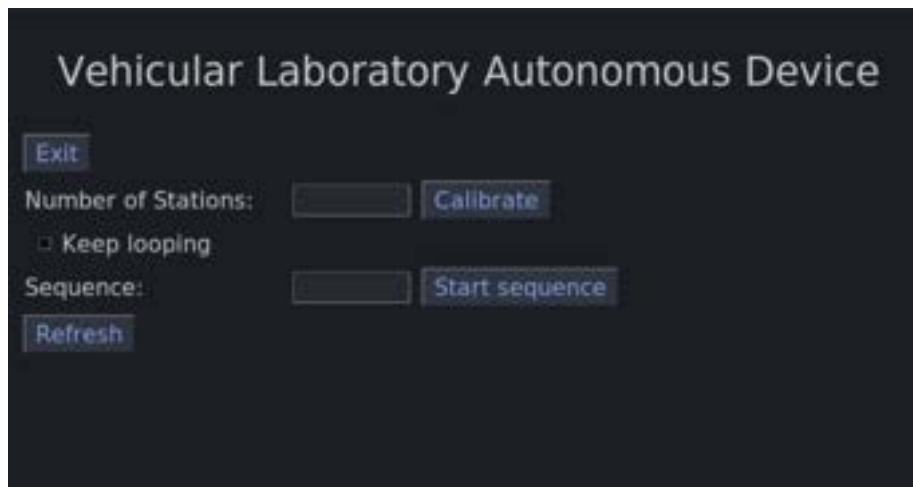 Vehicular Laboratory Autonomous Device
Exit
Number of Stations: Calibrate
Keep looping
Sequence: Start sequence
Refresh